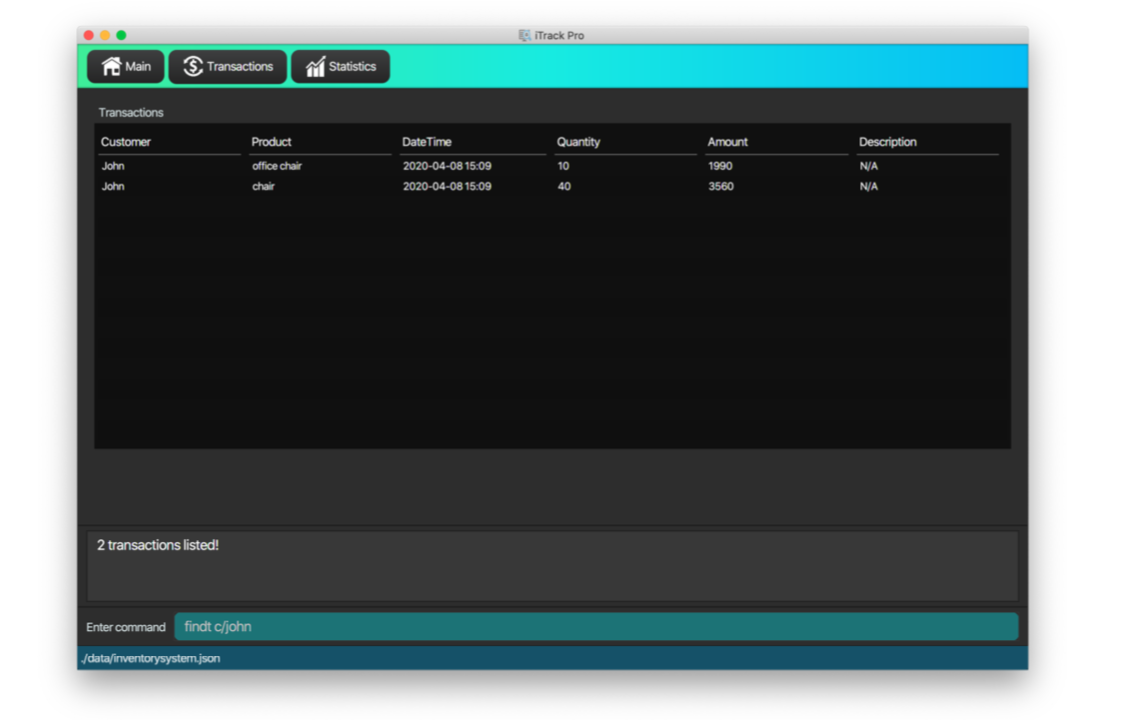 iTrack Pro
Main Transactions Statistics
Transactions
Customer Product DateTime Quantity Amount Description
John office chair 2020-04-08 15:09 10 1990 N/A
John chair 2020-04-08 15:09 40 3560 N/A
2 transactions listed!
Enter command findt c/john
./data/inventorysystem.json